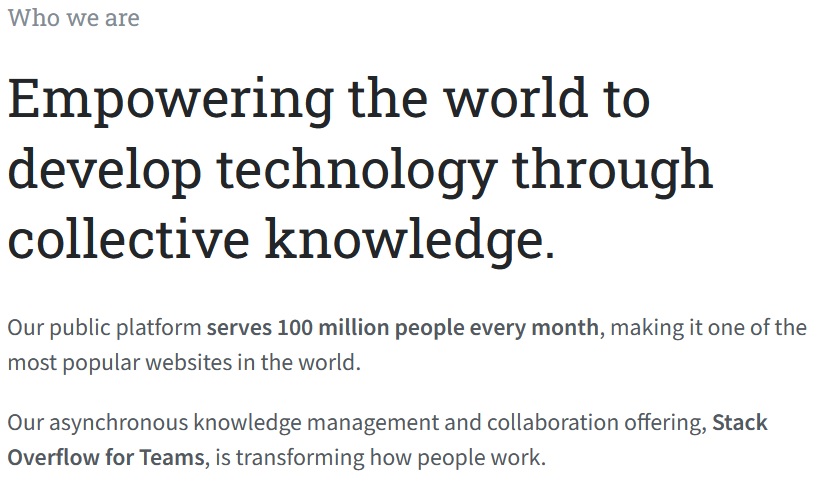 Who we are
Empowering the world to
develop technology through
collective knowledge.
Our public platform serves 100 million people every month, making it one of the
most popular websites in the world.
Our asynchronous knowledge management and collaboration offering, Stack
Overflow for Teams, is transforming how people work.